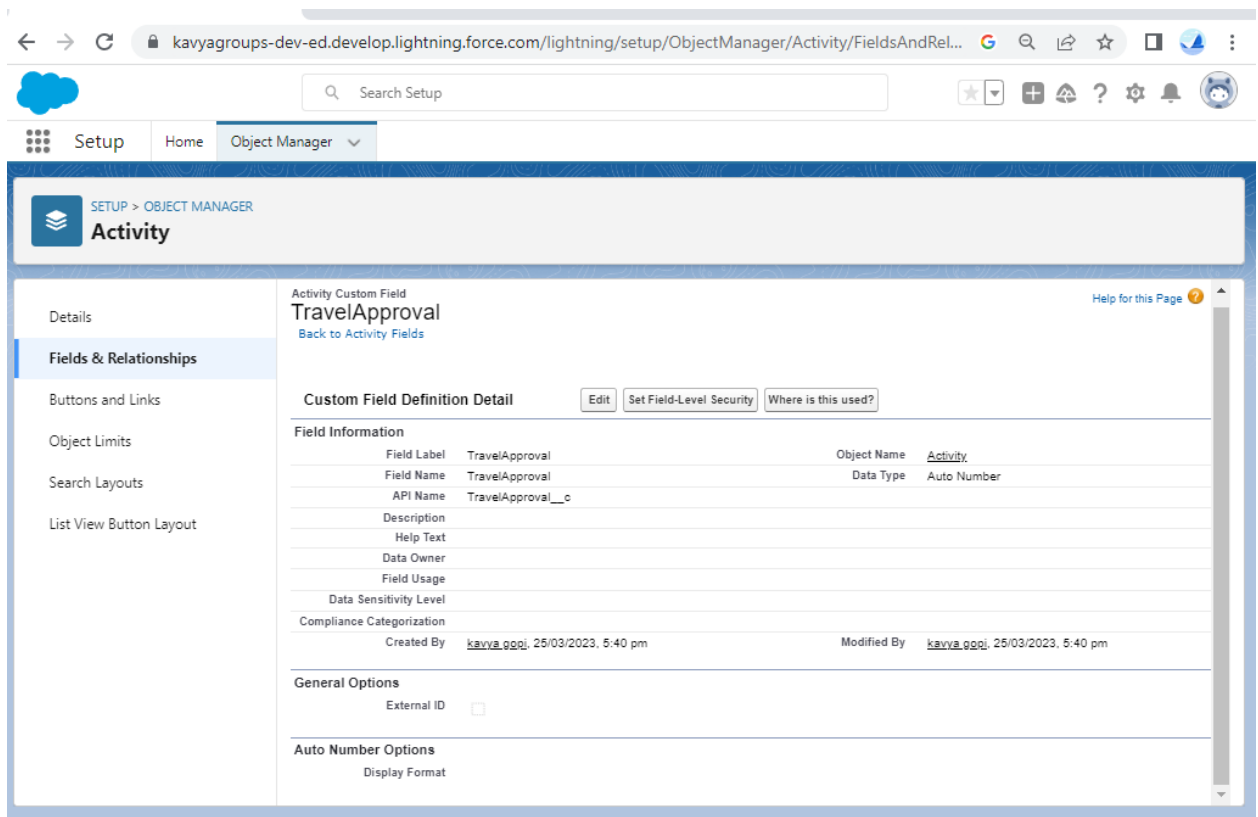 kavyagroups-dev-ed.develop.lightning.force.com/lightning/setup/ObjectManager/Activity/FieldsAndRel...
Search Setup
Setup Home Object Manager
SETUP > OBJECT MANAGER
Activity
Details
Fields & Relationships
Buttons and Links
Object Limits
Search Layouts
List View Button Layout
Activity Custom Field
TravelApproval
Back to Activity Fields
Help for this Page
Custom Field Definition Detail Edit Set Field-Level Security Where is this used?
Field Information
Field Label TravelApproval Object Name Activity
Field Name TravelApproval Data Type Auto Number
API Name TravelApproval__c
Description
Help Text
Data Owner
Field Usage
Data Sensitivity Level
Compliance Categorization
Created By kavya gopi, 25/03/2023, 5:40 pm Modified By kavya gopi, 25/03/2023, 5:40 pm
General Options
External ID
Auto Number Options
Display Format